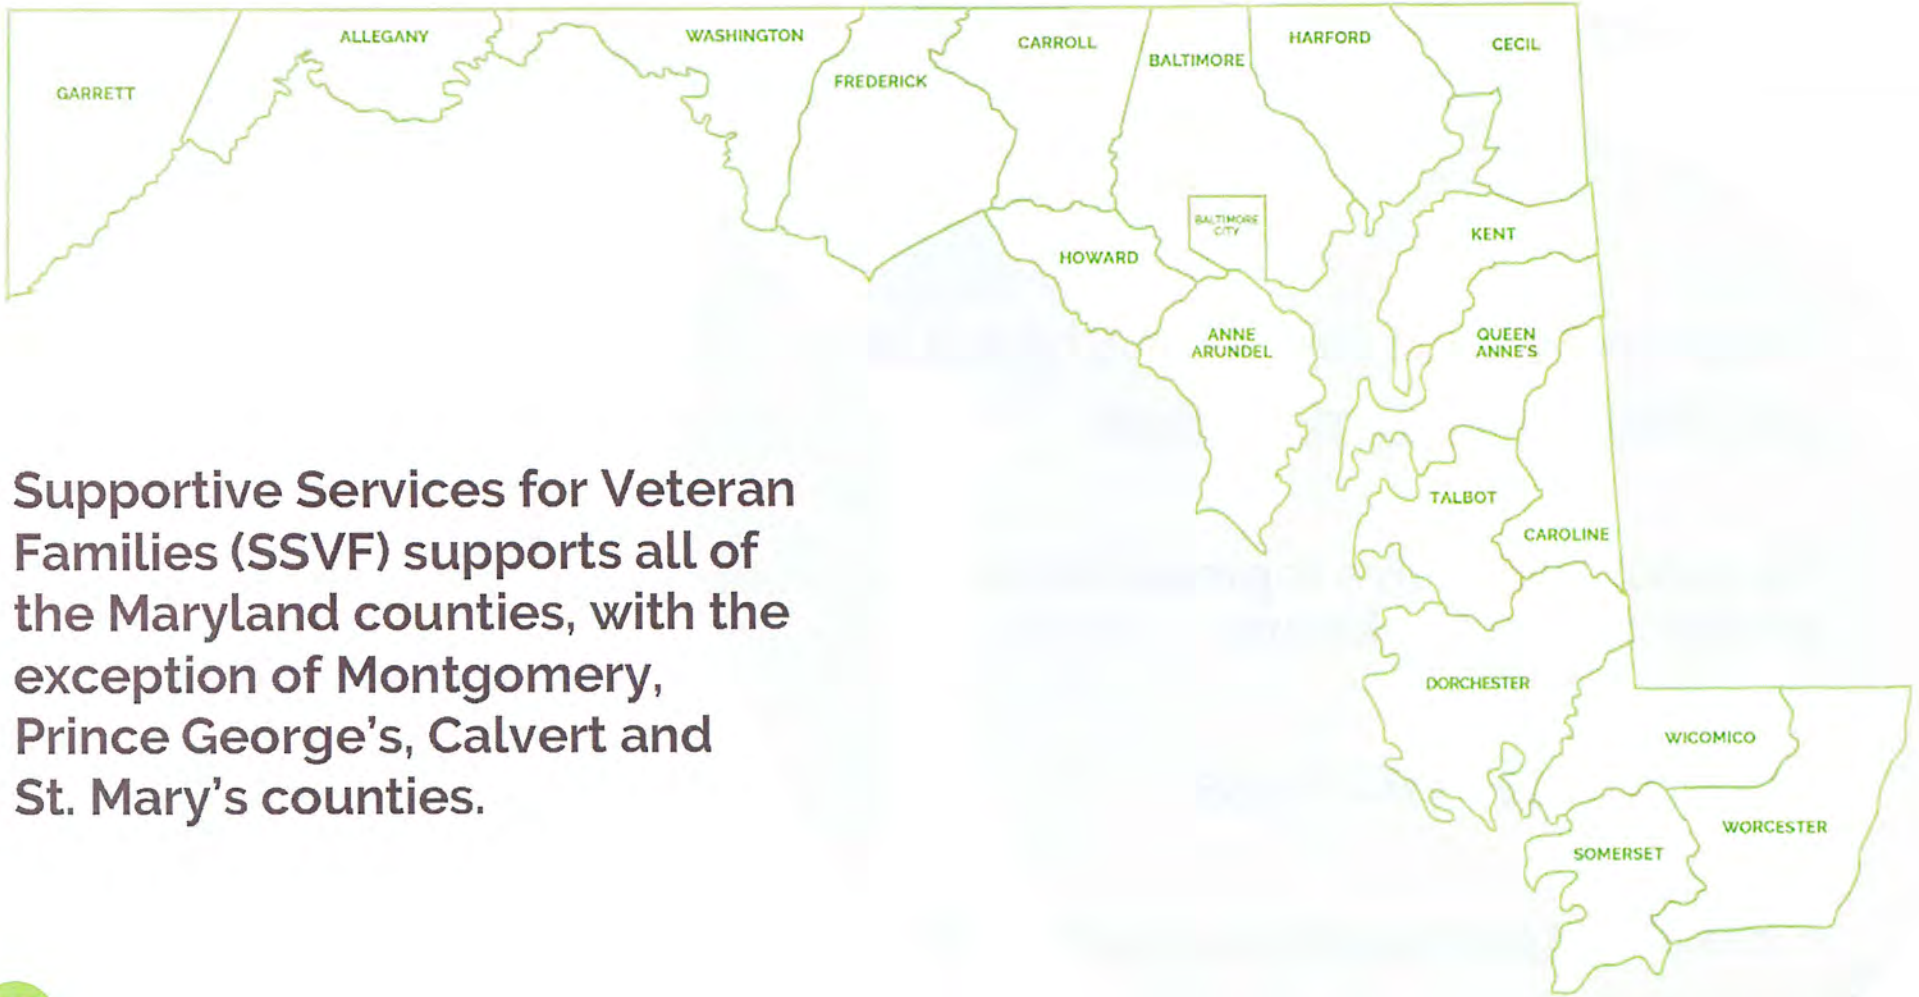 ALLEGANY
WASHINGTON
HARFORD
CARROLL
CECIL
BALTIMORE
FREDERICK
GARRETT
BALTIMORE
CITY
KENT
HOWARD
ANNE
ARUNDEL
QUEEN
ANNE'S
Supportive Services for Veteran
Families (SSVF) supports all of
the Maryland counties, with the
exception of Montgomery,
Prince George's, Calvert and
St. Mary's counties.
TALBOT
CAROLINE
DORCHESTER
WICOMICO
WORCESTER
SOMERSET